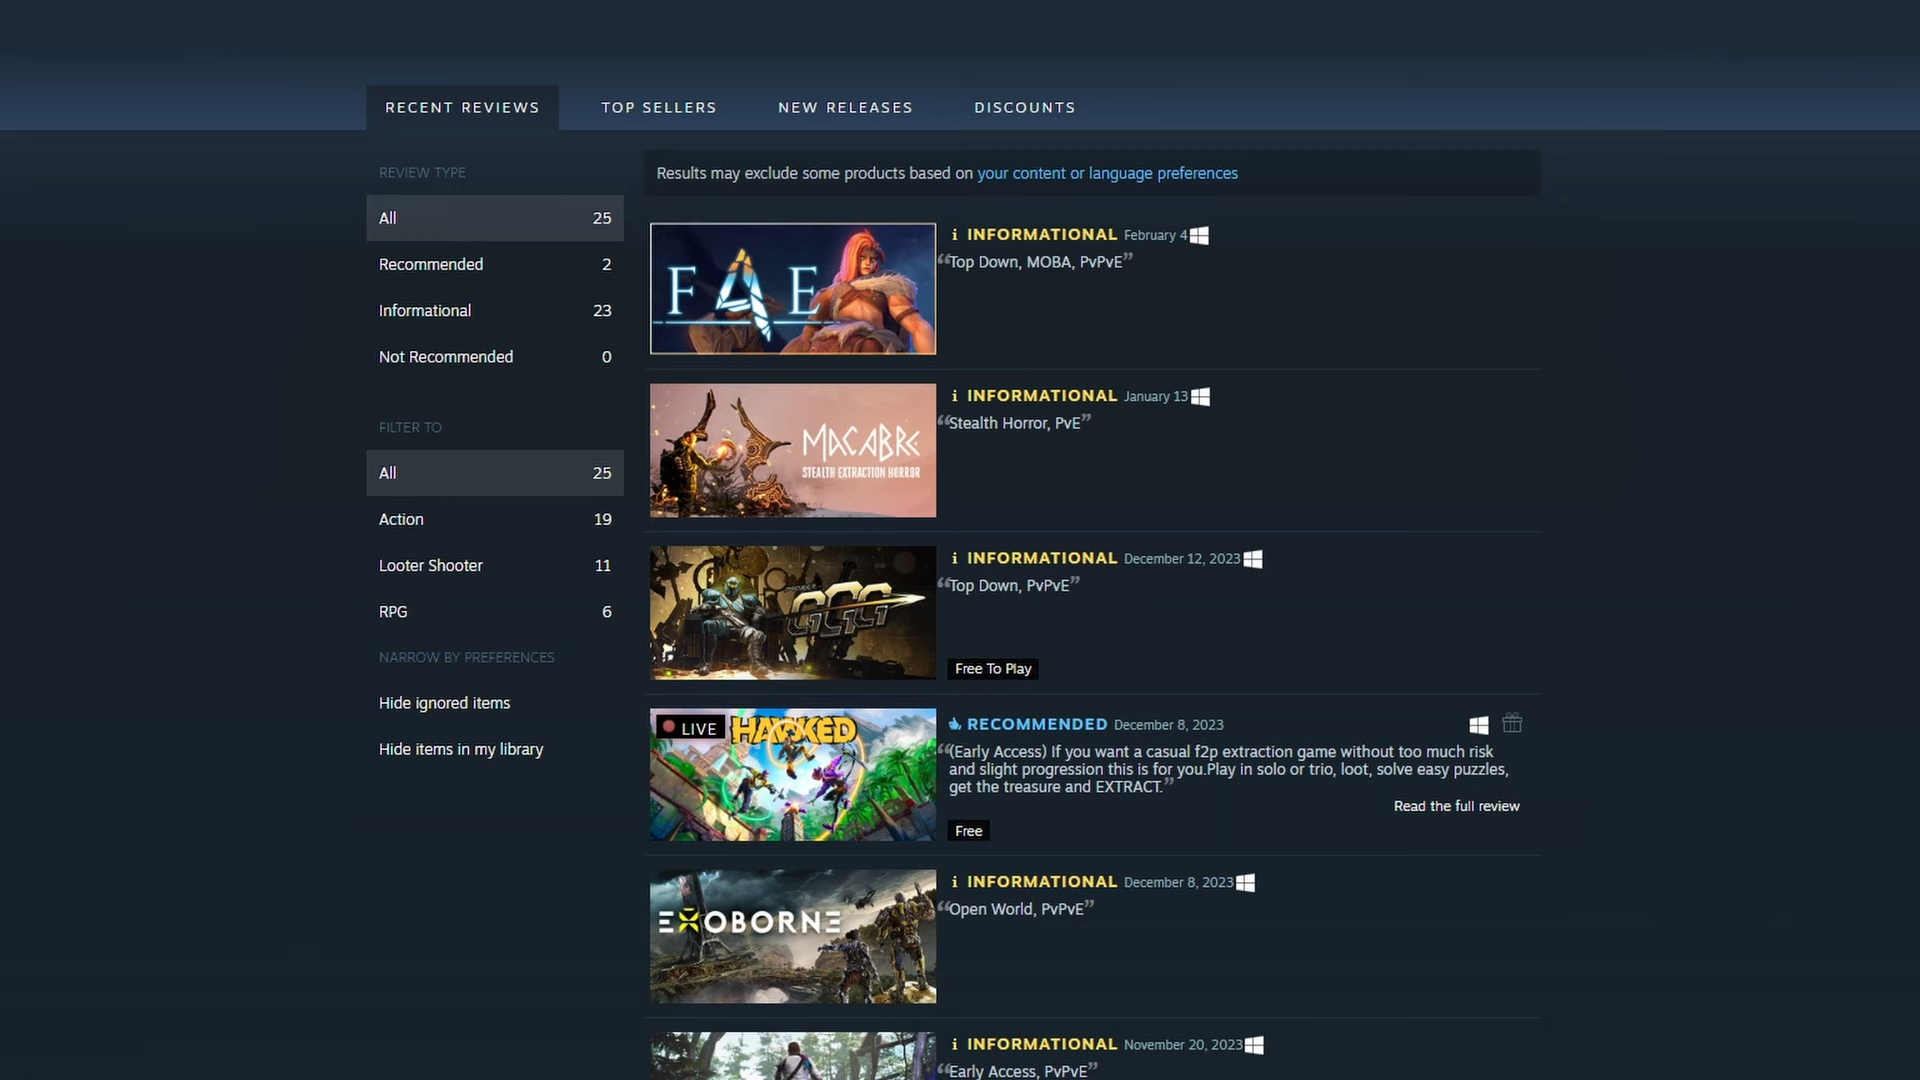 RECENT REVIEWS
TOP SELLERS
NEW RELEASES
DISCOUNTS
REVIEW TYPE
All 25
Recommended 2
Informational 23
Not Recommended 0
FILTER TO
All 25
Action 19
Looter Shooter 11
RPG 6
NARROW BY PREFERENCES
Hide ignored items
Hide items in my library
Results may exclude some products based on your content or language preferences
FAE
i INFORMATIONAL February 4
“Top Down, MOBA, PvPvE”
MACABRE
STEALTH EXTRACTION HORROR
i INFORMATIONAL January 13
“Stealth Horror, PvE”
GGG
i INFORMATIONAL December 12, 2023
“Top Down, PvPvE”
Free To Play
LIVE
HAWKED
RECOMMENDED December 8, 2023
“(Early Access) If you want a casual f2p extraction game without too much risk
and slight progression this is for you.Play in solo or trio, loot, solve easy puzzles,
get the treasure and EXTRACT.”
Read the full review
Free
EXOBORNE
i INFORMATIONAL December 8, 2023
“Open World, PvPvE”
i INFORMATIONAL November 20, 2023
“Early Access, PvPvE”